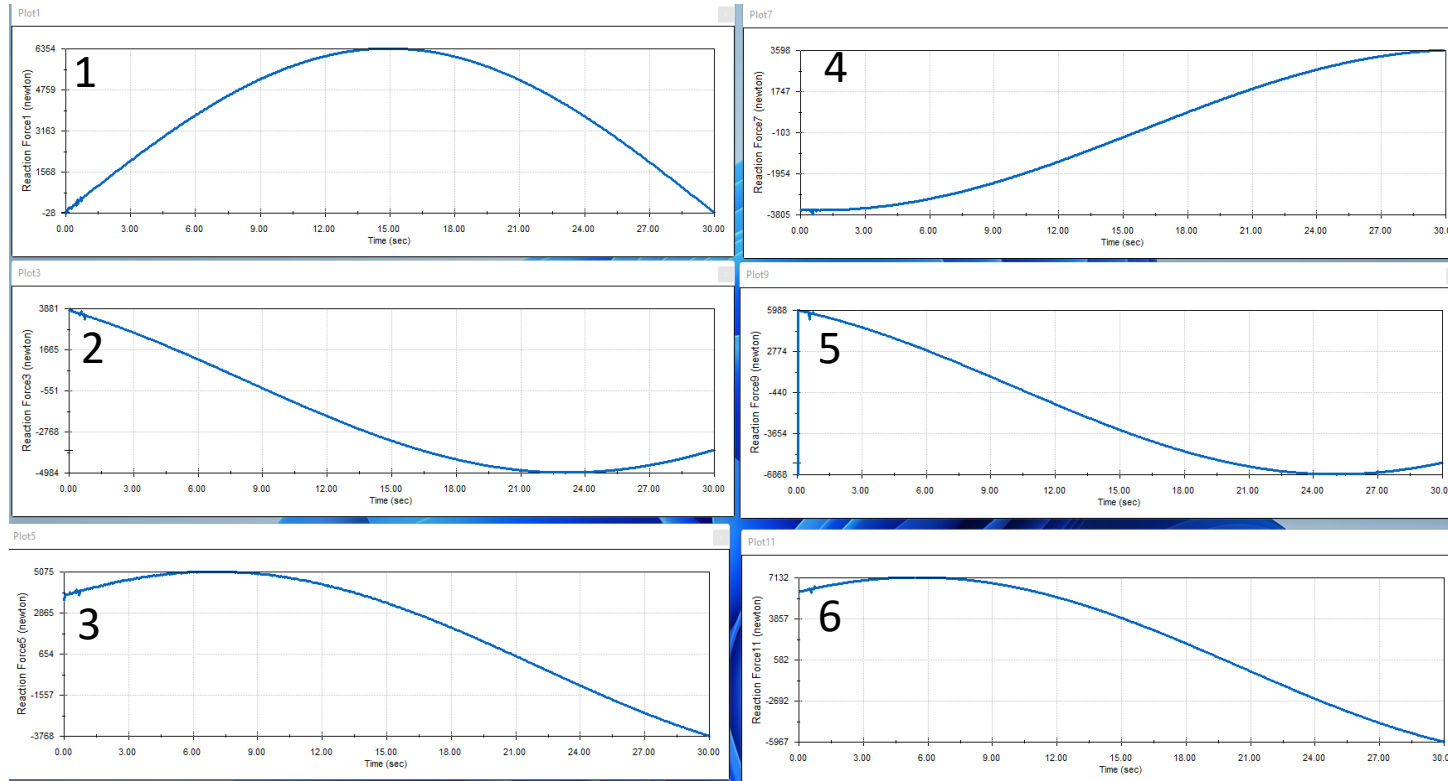 Plot1
Reaction Force1 (newton)
6354
4759
3163
1568
-28
1
0.00 3.00 6.00 9.00 12.00 15.00 18.00 21.00 24.00 27.00 30.00
Time (sec)
Plot7
Reaction Force7 (newton)
3598
1747
-103
-1954
-3805
4
0.00 3.00 6.00 9.00 12.00 15.00 18.00 21.00 24.00 27.00 30.00
Time (sec)
Plot3
Reaction Force3 (newton)
3881
1665
-551
-2768
-4984
2
0.00 3.00 6.00 9.00 12.00 15.00 18.00 21.00 24.00 27.00 30.00
Time (sec)
Plot9
Reaction Force9 (newton)
5988
2774
-440
-3654
-6868
5
0.00 3.00 6.00 9.00 12.00 15.00 18.00 21.00 24.00 27.00 30.00
Time (sec)
Plot5
Reaction Force5 (newton)
5075
2865
654
-1557
-3768
3
0.00 3.00 6.00 9.00 12.00 15.00 18.00 21.00 24.00 27.00 30.00
Time (sec)
Plot11
Reaction Force11 (newton)
7132
3857
582
-2692
-5967
6
0.00 3.00 6.00 9.00 12.00 15.00 18.00 21.00 24.00 27.00 30.00
Time (sec)